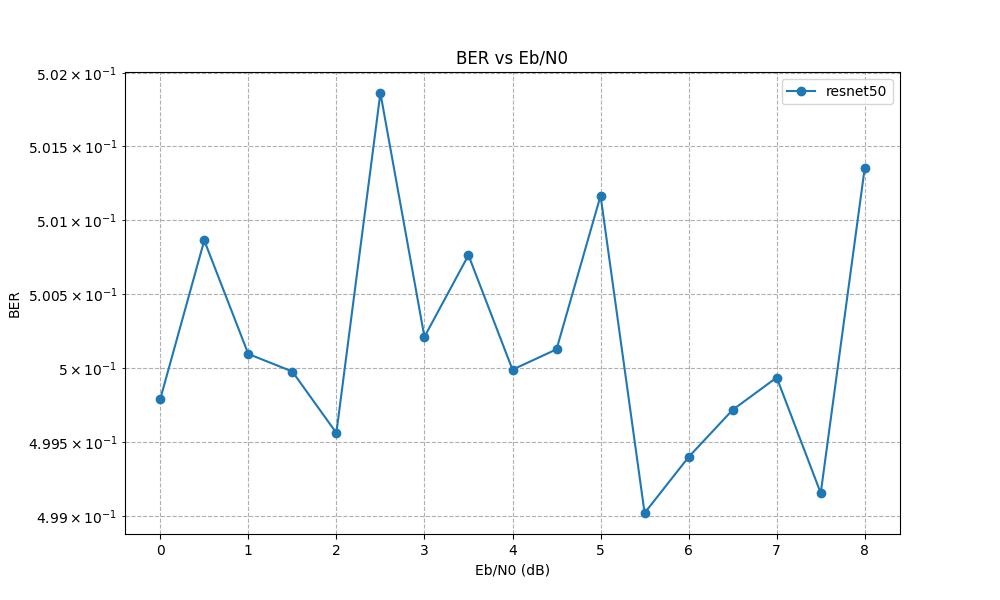 BER vs Eb/N0
resnet50
5.02 × 10⁻¹
5.015 × 10⁻¹
5.01 × 10⁻¹
5.005 × 10⁻¹
5 × 10⁻¹
4.995 × 10⁻¹
4.99 × 10⁻¹
BER
0 1 2 3 4 5 6 7 8
Eb/N0 (dB)